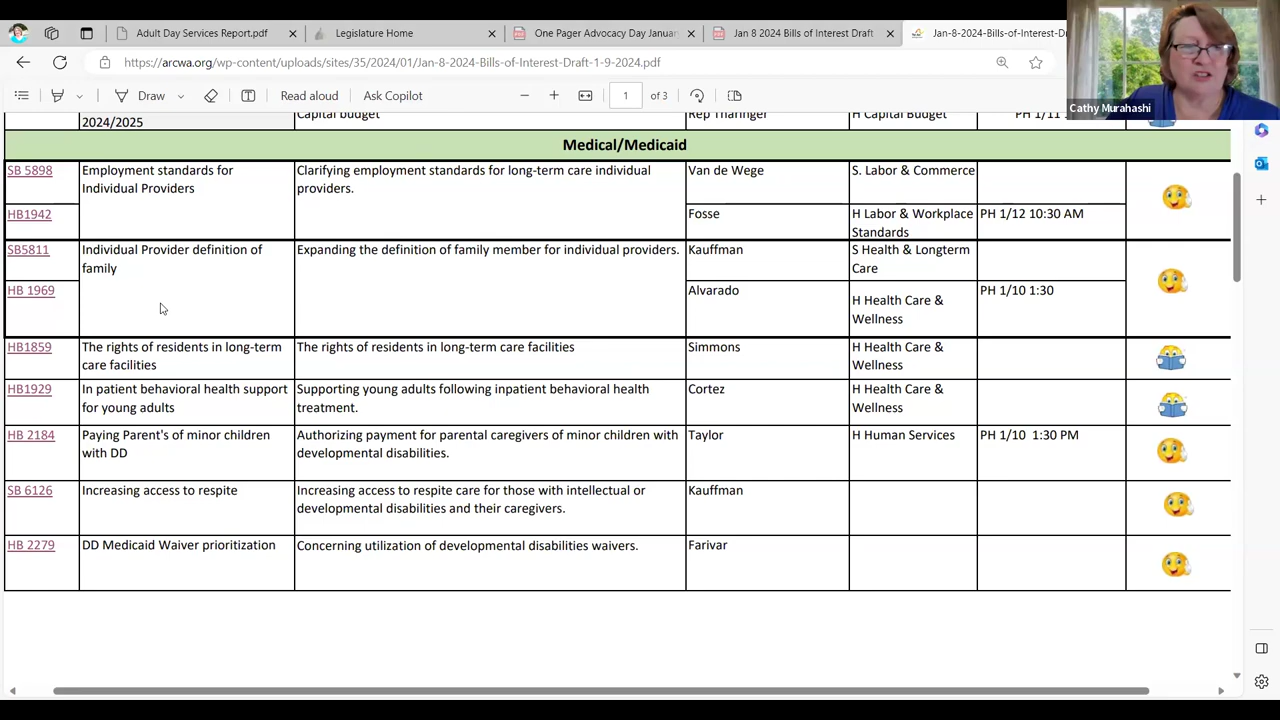 Adult Day Services Report.pdf
Legislature Home
One Pager Advocacy Day Januar
Jan 8 2024 Bills of Interest Draft
Jan-8-2024-Bills-of-Interest-D
https://arcwa.org/wp-content/uploads/sites/35/2024/01/Jan-8-2024-Bills-of-Interest-Draft-1-9-2024.pdf
Draw
Read aloud
Ask Copilot
1 of 3
Cathy Murahashi
2024/2025
Capital budget
Rep Tharinger
H Capital Budget
PH 1/11
Medical/Medicaid
SB 5898
Employment standards for
Individual Providers
Clarifying employment standards for long-term care individual
providers.
Van de Wege
S. Labor & Commerce
HB1942
Fosse
H Labor & Workplace
Standards
PH 1/12 10:30 AM
SB5811
Individual Provider definition of
family
Expanding the definition of family member for individual providers.
Kauffman
S Health & Longterm
Care
HB 1969
Alvarado
H Health Care &
Wellness
PH 1/10 1:30
HB1859
The rights of residents in long-term
care facilities
The rights of residents in long-term care facilities
Simmons
H Health Care &
Wellness
HB1929
In patient behavioral health support
for young adults
Supporting young adults following inpatient behavioral health
treatment.
Cortez
H Health Care &
Wellness
HB 2184
Paying Parent's of minor children
with DD
Authorizing payment for parental caregivers of minor children with
developmental disabilities.
Taylor
H Human Services
PH 1/10 1:30 PM
SB 6126
Increasing access to respite
Increasing access to respite care for those with intellectual or
developmental disabilities and their caregivers.
Kauffman
HB 2279
DD Medicaid Waiver prioritization
Concerning utilization of developmental disabilities waivers.
Farivar